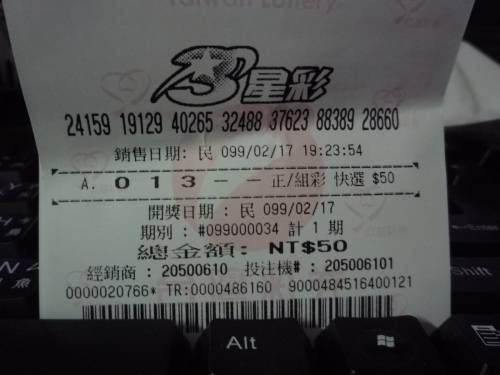 Taiwan Lottery
3星彩
24159 19129 40265 32488 37623 88389 28660
銷售日期: 民 099/02/17 19:23:54
A. 0 1 3 - - 正/組彩 快選 $50
開獎日期 : 民 099/02/17
期別 : #099000034 計 1 期
總金額: NT$50
經銷商 : 20500610 投注機# : 205006101
0000020766* TR:0000486160 9000484516400121
Alt
Shift